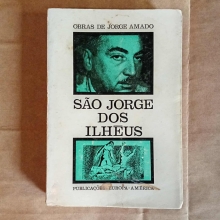 OBRAS DE JORGE AMADO
SÃO JORGE
DOS
ILHEUS
PUBLICAÇÕES EUROPA-AMÉRICA